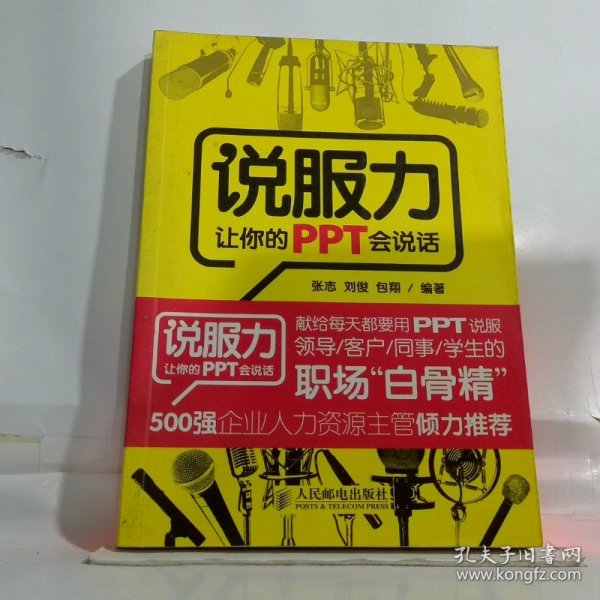 说服力
让你的PPT会说话
张志 刘俊 包翔 / 编著
说服力
让你的PPT会说话
献给每天都要用PPT说服
领导/客户/同事/学生的
职场“白骨精”
500强企业人力资源主管倾力推荐
人民邮电出版社
POSTS & TELECOM PRESS
孔夫子旧书网
www.kongfz.com